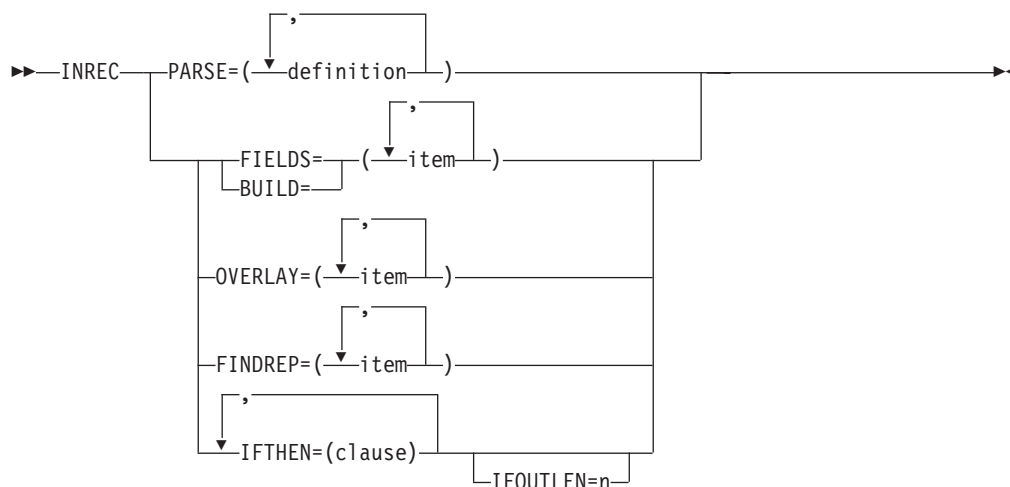 ,
INREC PARSE=( definition )
,
FIELDS= ( item )
BUILD=
,
OVERLAY=( item )
,
FINDREP=( item )
,
IFTHEN=(clause)
IFOUTLEN=n